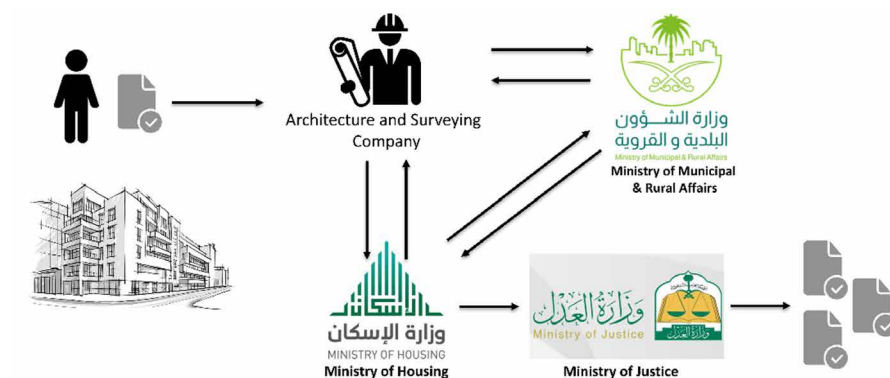 Architecture and Surveying
Company
وزارة الشؤون
البلدية و القروية
Ministry of Municipal & Rural Affairs
Ministry of Municipal
& Rural Affairs
الإسكان
وزارة الإسكان
MINISTRY OF HOUSING
Ministry of Housing
وزارة العدل
Ministry of Justice
وزارة العدل
Ministry of Justice